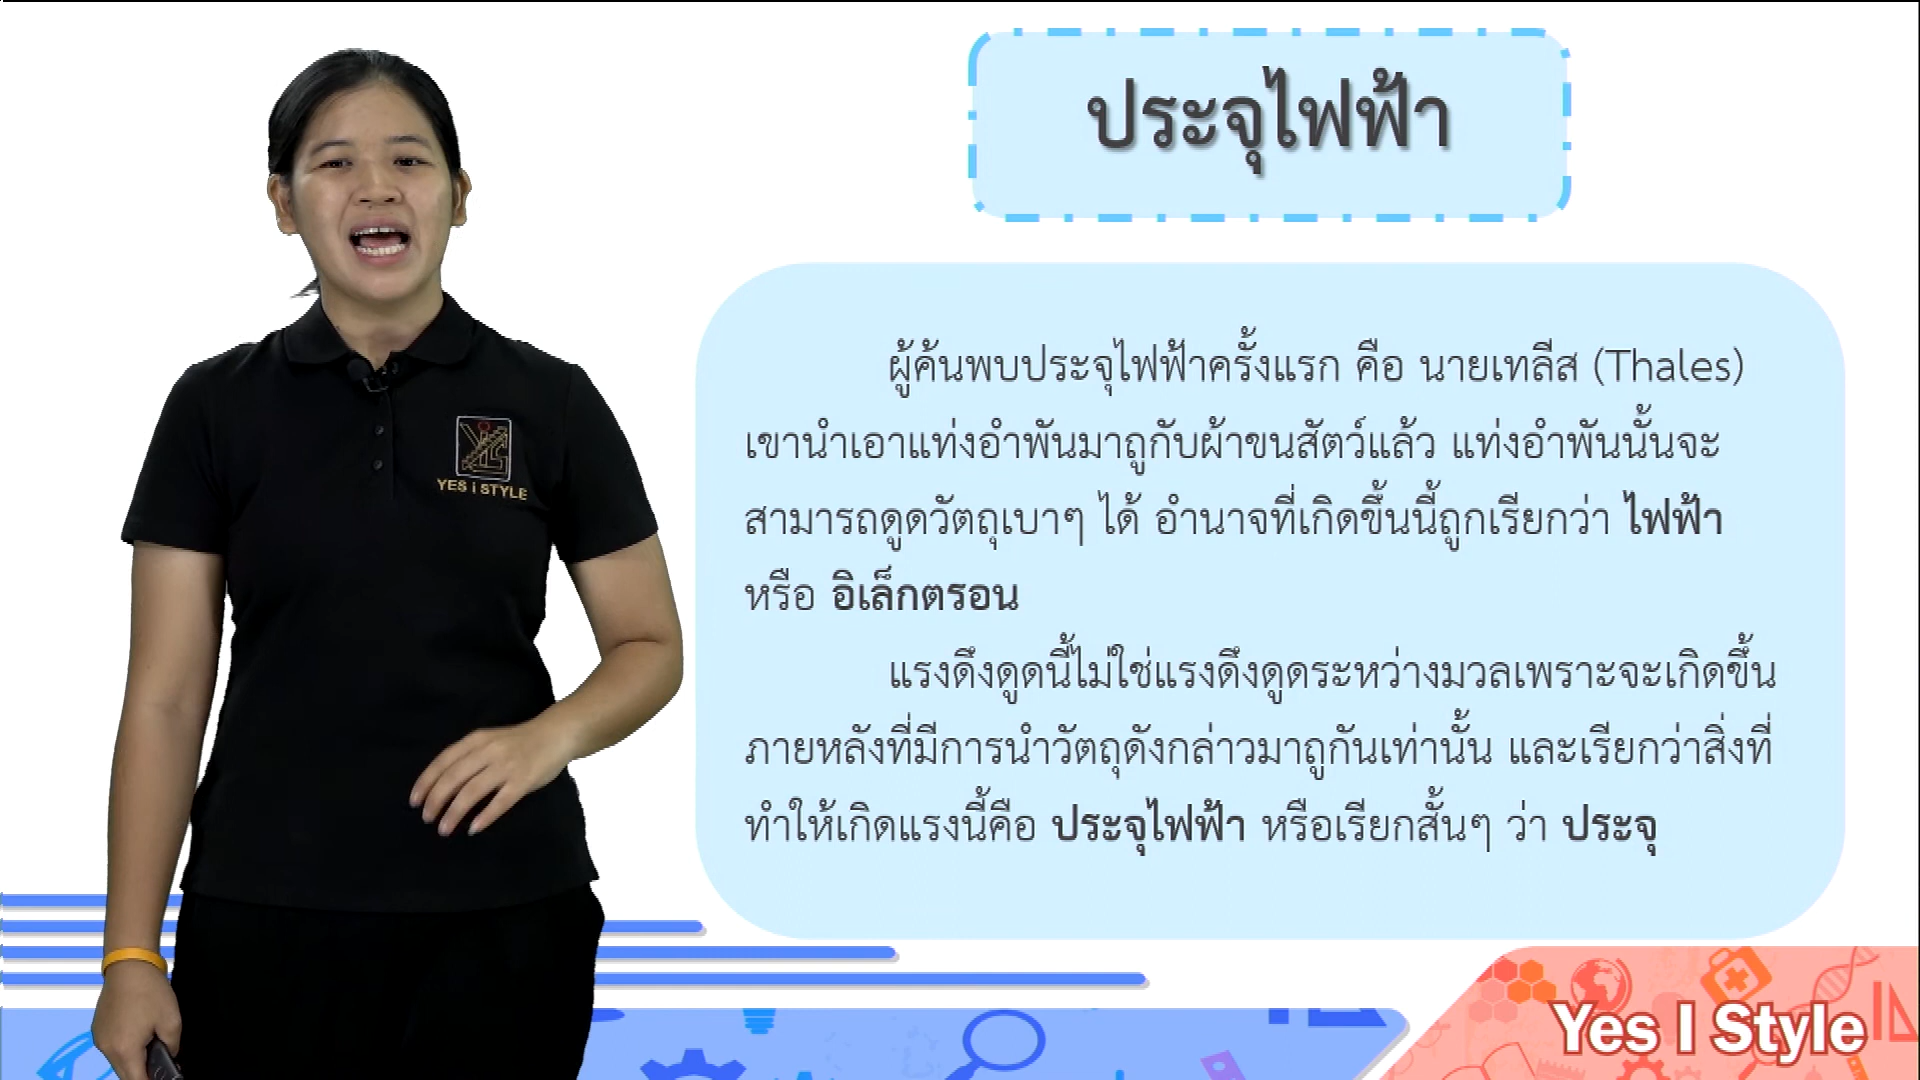 ประจุไฟฟ้า
ผู้ค้นพบประจุไฟฟ้าครั้งแรก คือ นายเทลีส (Thales)
เขานำเอาแท่งอำพันมาถูกับผ้าขนสัตว์แล้ว แท่งอำพันนั้นจะ
สามารถดูดวัตถุเบาๆ ได้ อำนาจที่เกิดขึ้นนี้ถูกเรียกว่า ไฟฟ้า
หรือ อิเล็กตรอน
แรงดึงดูดนี้ไม่ใช่แรงดึงดูดระหว่างมวลเพราะจะเกิดขึ้น
ภายหลังที่มีการนำวัตถุดังกล่าวมาถูกันเท่านั้น และเรียกว่าสิ่งที่
ทำให้เกิดแรงนี้คือ ประจุไฟฟ้า หรือเรียกสั้นๆ ว่า ประจุ
YES i STYLE
Yes I Style